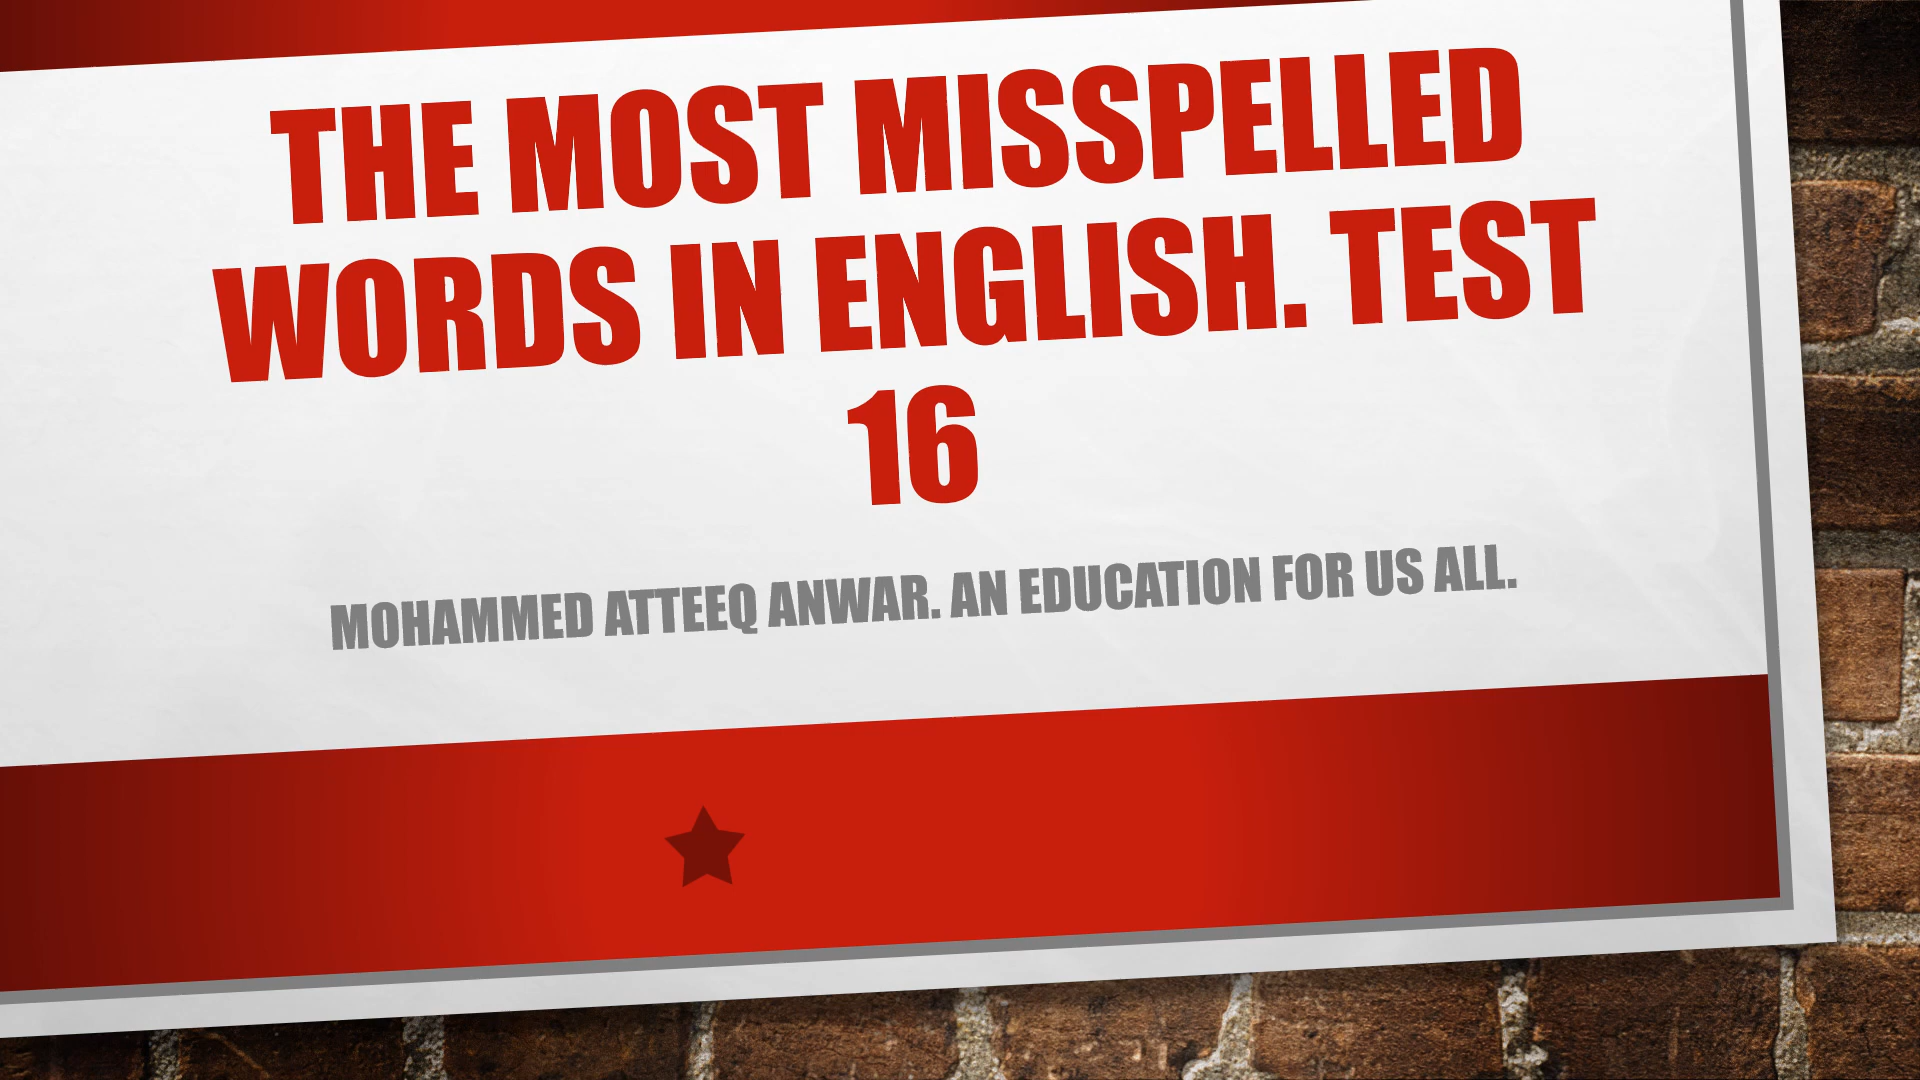 THE MOST MISSPELLED
WORDS IN ENGLISH. TEST
16
MOHAMMED ATTEEQ ANWAR. AN EDUCATION FOR US ALL.